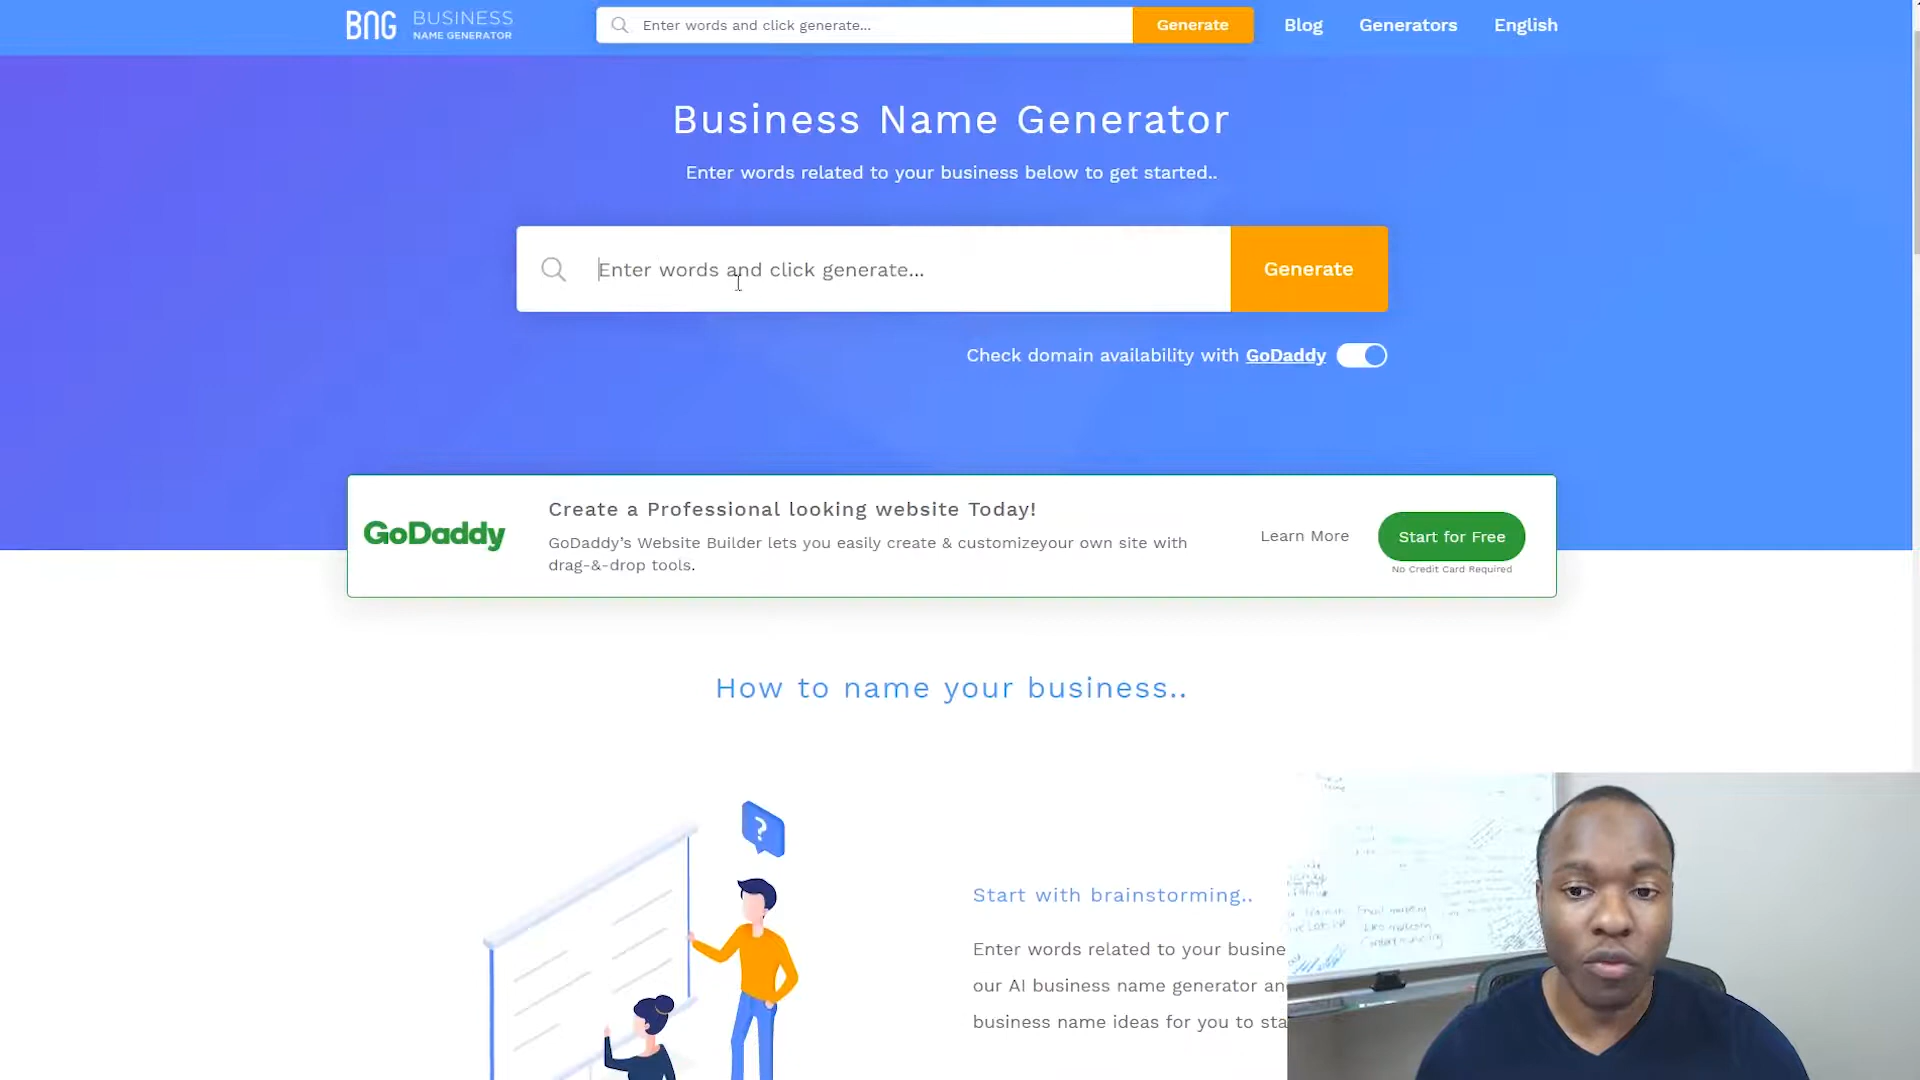 BNG BUSINESS
NAME GENERATOR
Enter words and click generate...
Generate
Blog
Generators
English
Business Name Generator
Enter words related to your business below to get started..
Enter words and click generate...
Generate
Check domain availability with GoDaddy
GoDaddy
Create a Professional looking website Today!
GoDaddy's Website Builder lets you easily create & customizeyour own site with
drag-&-drop tools.
Learn More
Start for Free
No Credit Card Required
How to name your business..
?
Start with brainstorming..
Enter words related to your busine
our AI business name generator an
business name ideas for you to sta
Email marketing
Content marketing